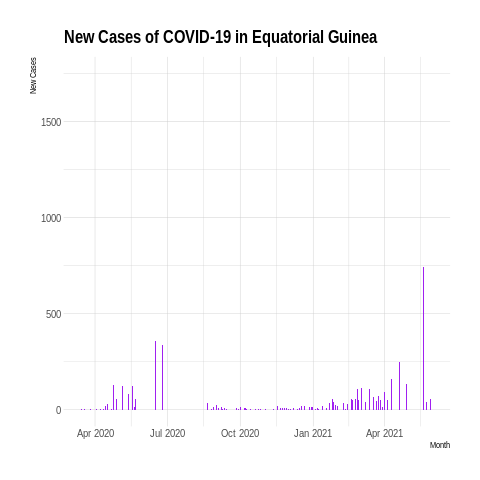 New Cases of COVID-19 in Equatorial Guinea
New Cases
1500
1000
500
0
Apr 2020 Jul 2020 Oct 2020 Jan 2021 Apr 2021
Month